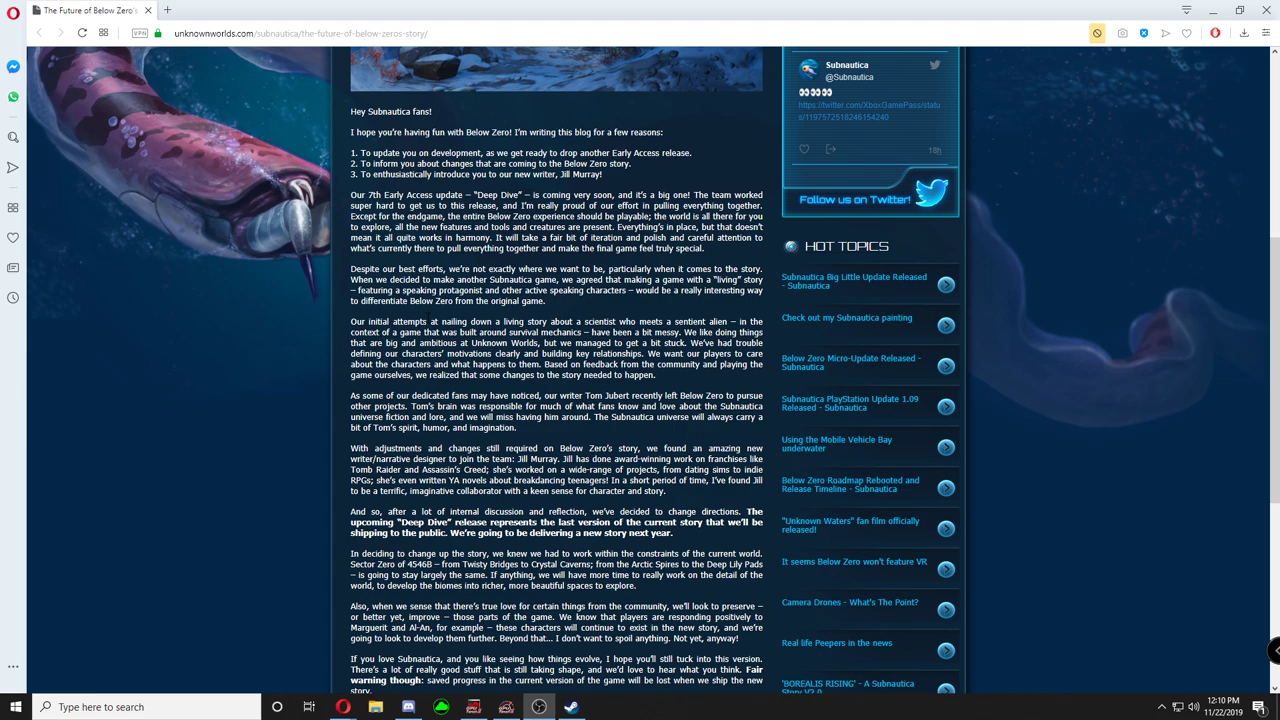 The Future of Below Zero's
VPN
unknownworlds.com/subnautica/the-future-of-below-zeros-story/
Hey Subnautica fans!
I hope you're having fun with Below Zero! I'm writing this blog for a few reasons:
1. To update you on development, as we get ready to drop another Early Access release.
2. To inform you about changes that are coming to the Below Zero story.
3. To enthusiastically introduce you to our new writer, Jill Murray!
Our 7th Early Access update – "Deep Dive" – is coming very soon, and it's a big one! The team worked
super hard to get us to this release, and I'm really proud of our effort in pulling everything together.
Except for the endgame, the entire Below Zero experience should be playable; the world is all there for you
to explore, all the new features and tools and creatures are present. Everything's in place, but that doesn't
mean it all quite works in harmony. It will take a fair bit of iteration and polish and careful attention to
what's currently there to pull everything together and make the final game feel truly special.
Despite our best efforts, we're not exactly where we want to be, particularly when it comes to the story.
When we decided to make another Subnautica game, we agreed that making a game with a "living" story
– featuring a speaking protagonist and other active speaking characters – would be a really interesting way
to differentiate Below Zero from the original game.
Our initial attempts at nailing down a living story about a scientist who meets a sentient alien – in the
context of a game that was built around survival mechanics – have been a bit messy. We like doing things
that are big and ambitious at Unknown Worlds, but we managed to get a bit stuck. We've had trouble
defining our characters' motivations clearly and building key relationships. We want our players to care
about the characters and what happens to them. Based on feedback from the community and playing the
game ourselves, we realized that some changes to the story needed to happen.
As some of our dedicated fans may have noticed, our writer Tom Jubert recently left Below Zero to pursue
other projects. Tom's brain was responsible for much of what fans know and love about the Subnautica
universe fiction and lore, and we will miss having him around. The Subnautica universe will always carry a
bit of Tom's spirit, humor, and imagination.
With adjustments and changes still required on Below Zero's story, we found an amazing new
writer/narrative designer to join the team: Jill Murray. Jill has done award-winning work on franchises like
Tomb Raider and Assassin's Creed; she's worked on a wide-range of projects, from dating sims to indie
RPGs; she's even written YA novels about breakdancing teenagers! In a short period of time, I've found Jill
to be a terrific, imaginative collaborator with a keen sense for character and story.
And so, after a lot of internal discussion and reflection, we've decided to change directions. The
upcoming "Deep Dive" release represents the last version of the current story that we'll be
shipping to the public. We're going to be delivering a new story next year.
In deciding to change up the story, we knew we had to work within the constraints of the current world.
Sector Zero of 4546B – from Twisty Bridges to Crystal Caverns; from the Arctic Spires to the Deep Lily Pads
– is going to stay largely the same. If anything, we will have more time to really work on the detail of the
world, to develop the biomes into richer, more beautiful spaces to explore.
Also, when we sense that there's true love for certain things from the community, we'll look to preserve –
or better yet, improve – those parts of the game. We know that players are responding positively to
Marguerit and Al-An, for example – these characters will continue to exist in the new story, and we're
going to look to develop them further. Beyond that... I don't want to spoil anything. Not yet, anyway!
If you love Subnautica, and you like seeing how things evolve, I hope you'll still tuck into this version.
There's a lot of really good stuff that is still taking shape, and we'd love to hear what you think. Fair
warning though: saved progress in the current version of the game will be lost when we ship the new
story.
Subnautica
@Subnautica
https://twitter.com/XboxGamePass/statu
s/1197572518246154240
18h
Follow us on Twitter!
HOT TOPICS
Subnautica Big Little Update Released
- Subnautica
Check out my Subnautica painting
Below Zero Micro-Update Released -
Subnautica
Subnautica PlayStation Update 1.09
Released - Subnautica
Using the Mobile Vehicle Bay
underwater
Below Zero Roadmap Rebooted and
Release Timeline - Subnautica
"Unknown Waters" fan film officially
released!
It seems Below Zero won't feature VR
Camera Drones - What's The Point?
Real life Peepers in the news
'BOREALIS RISING' - A Subnautica
Story V2.0
Type here to search
12:10 PM
11/22/2019